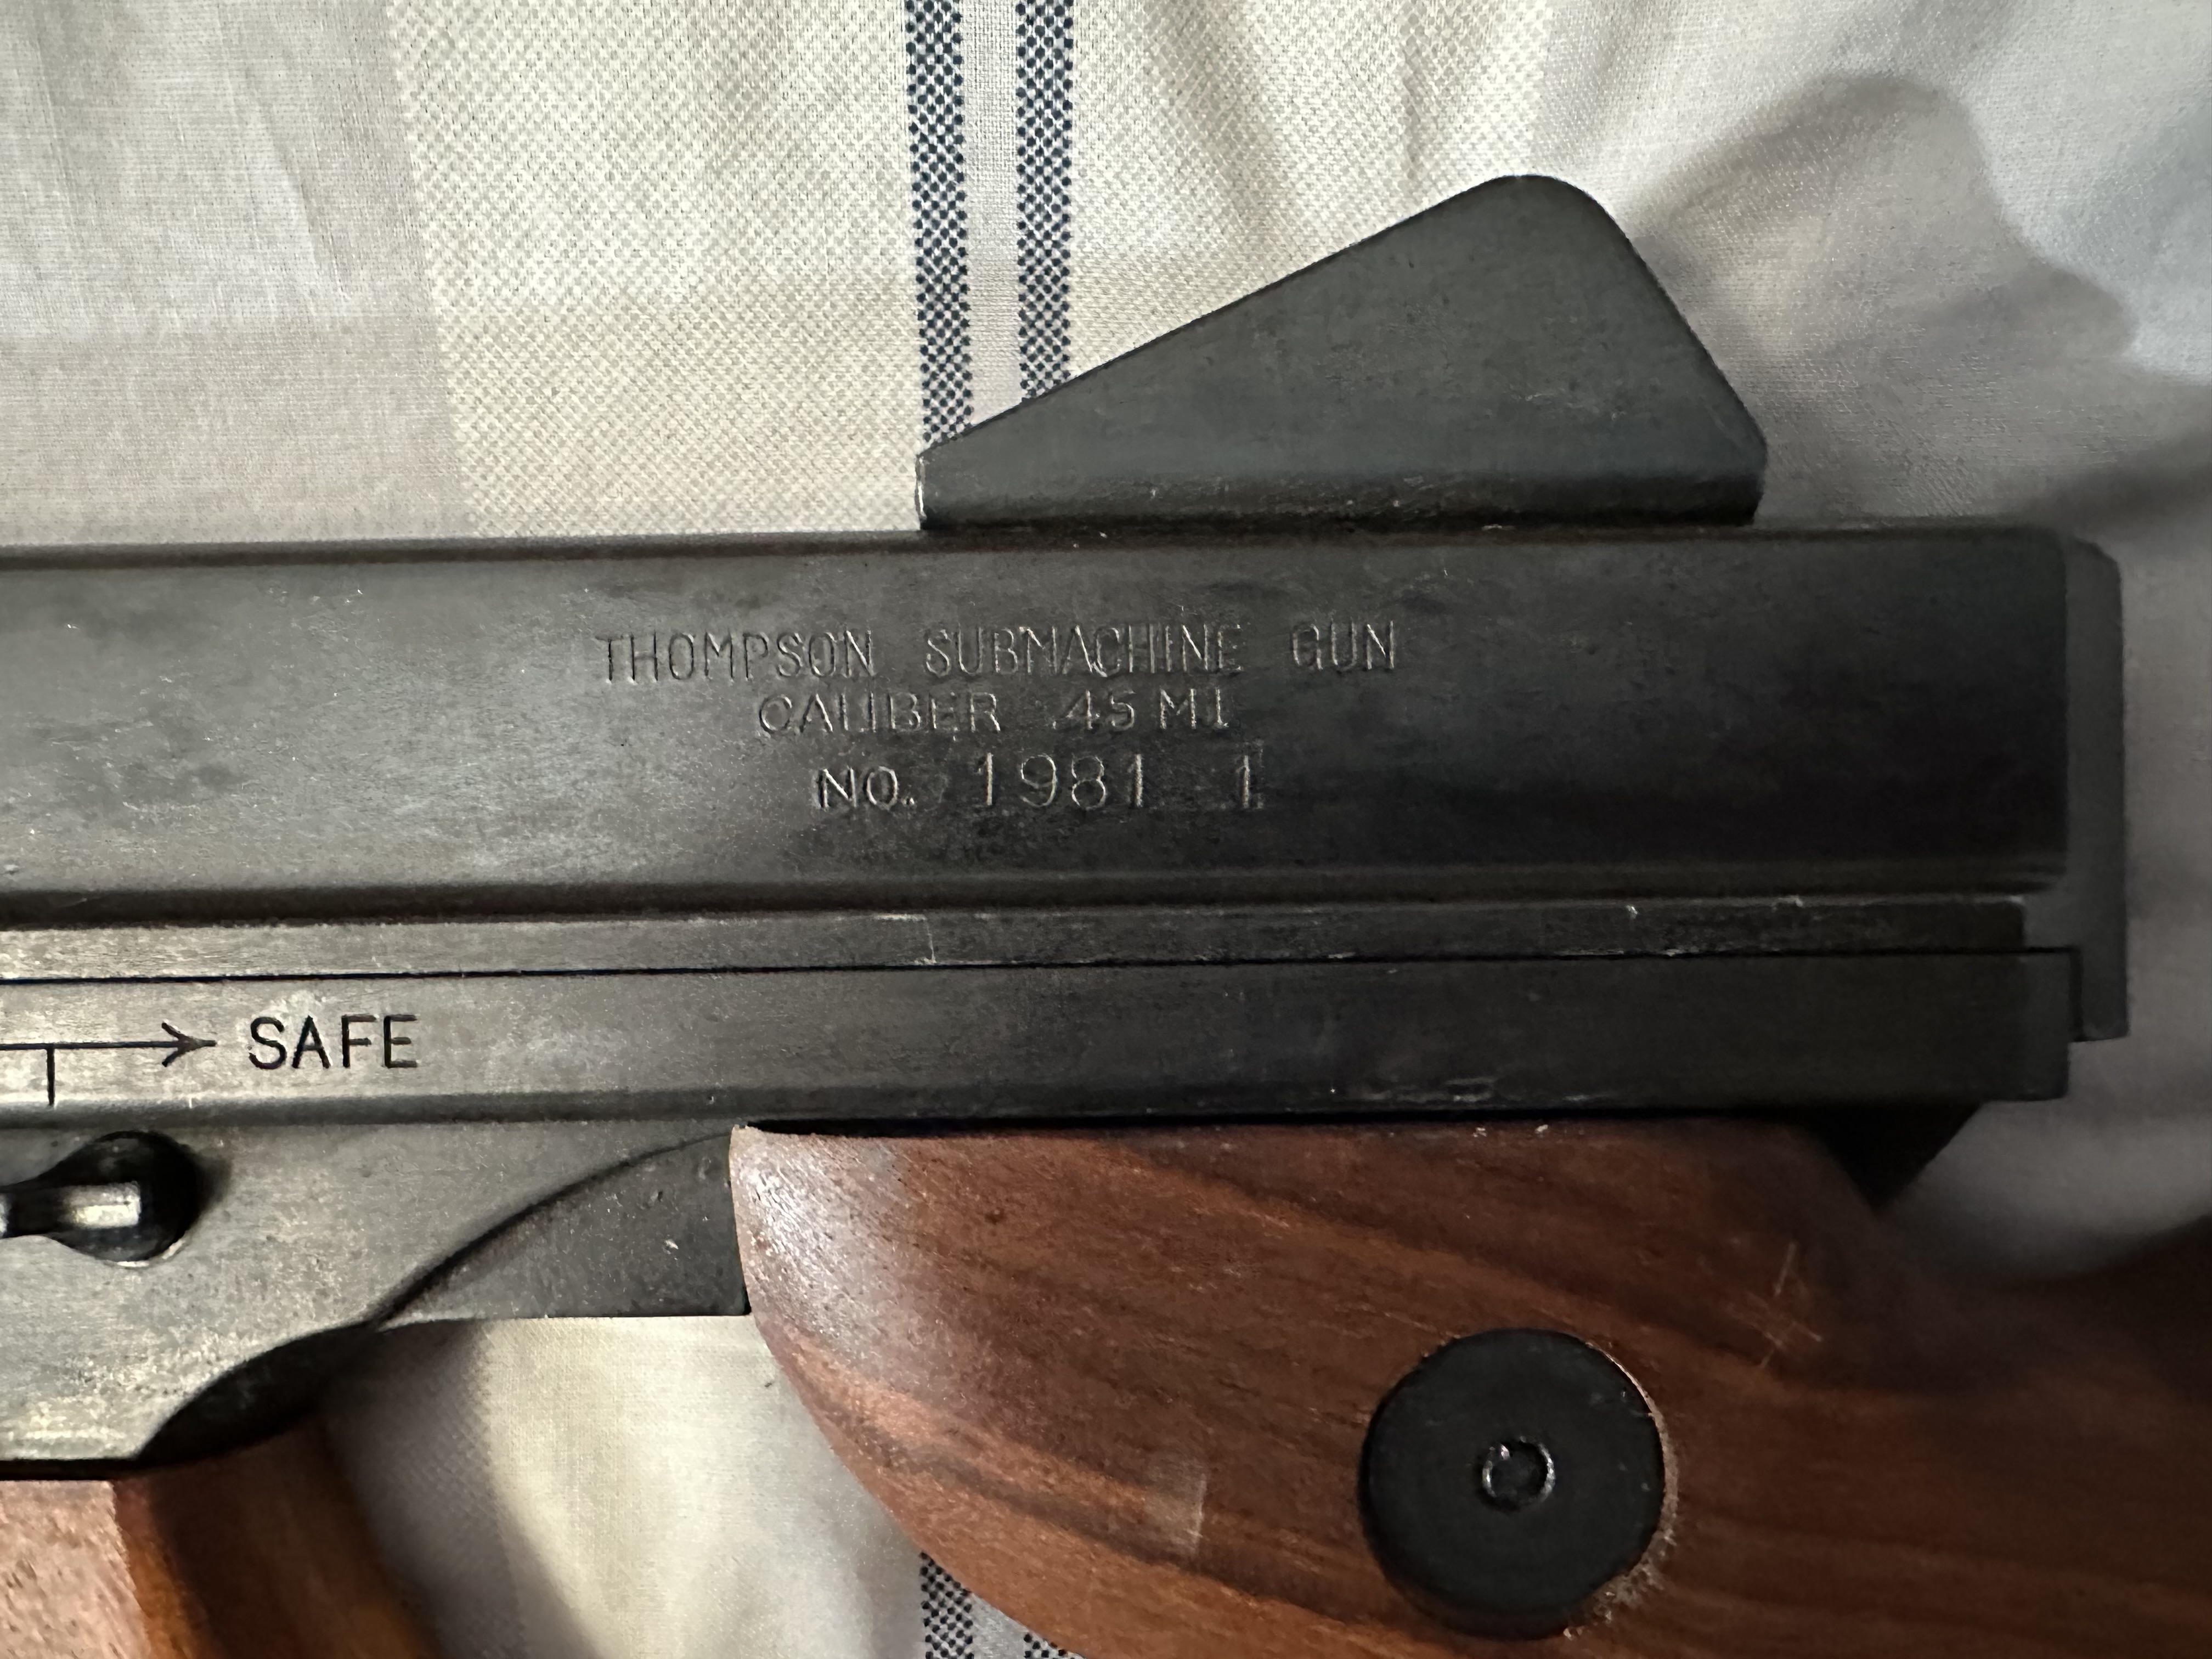 THOMPSON SUBMACHINE GUN
CALIBER .45 M1
NO. 1981 1
SAFE